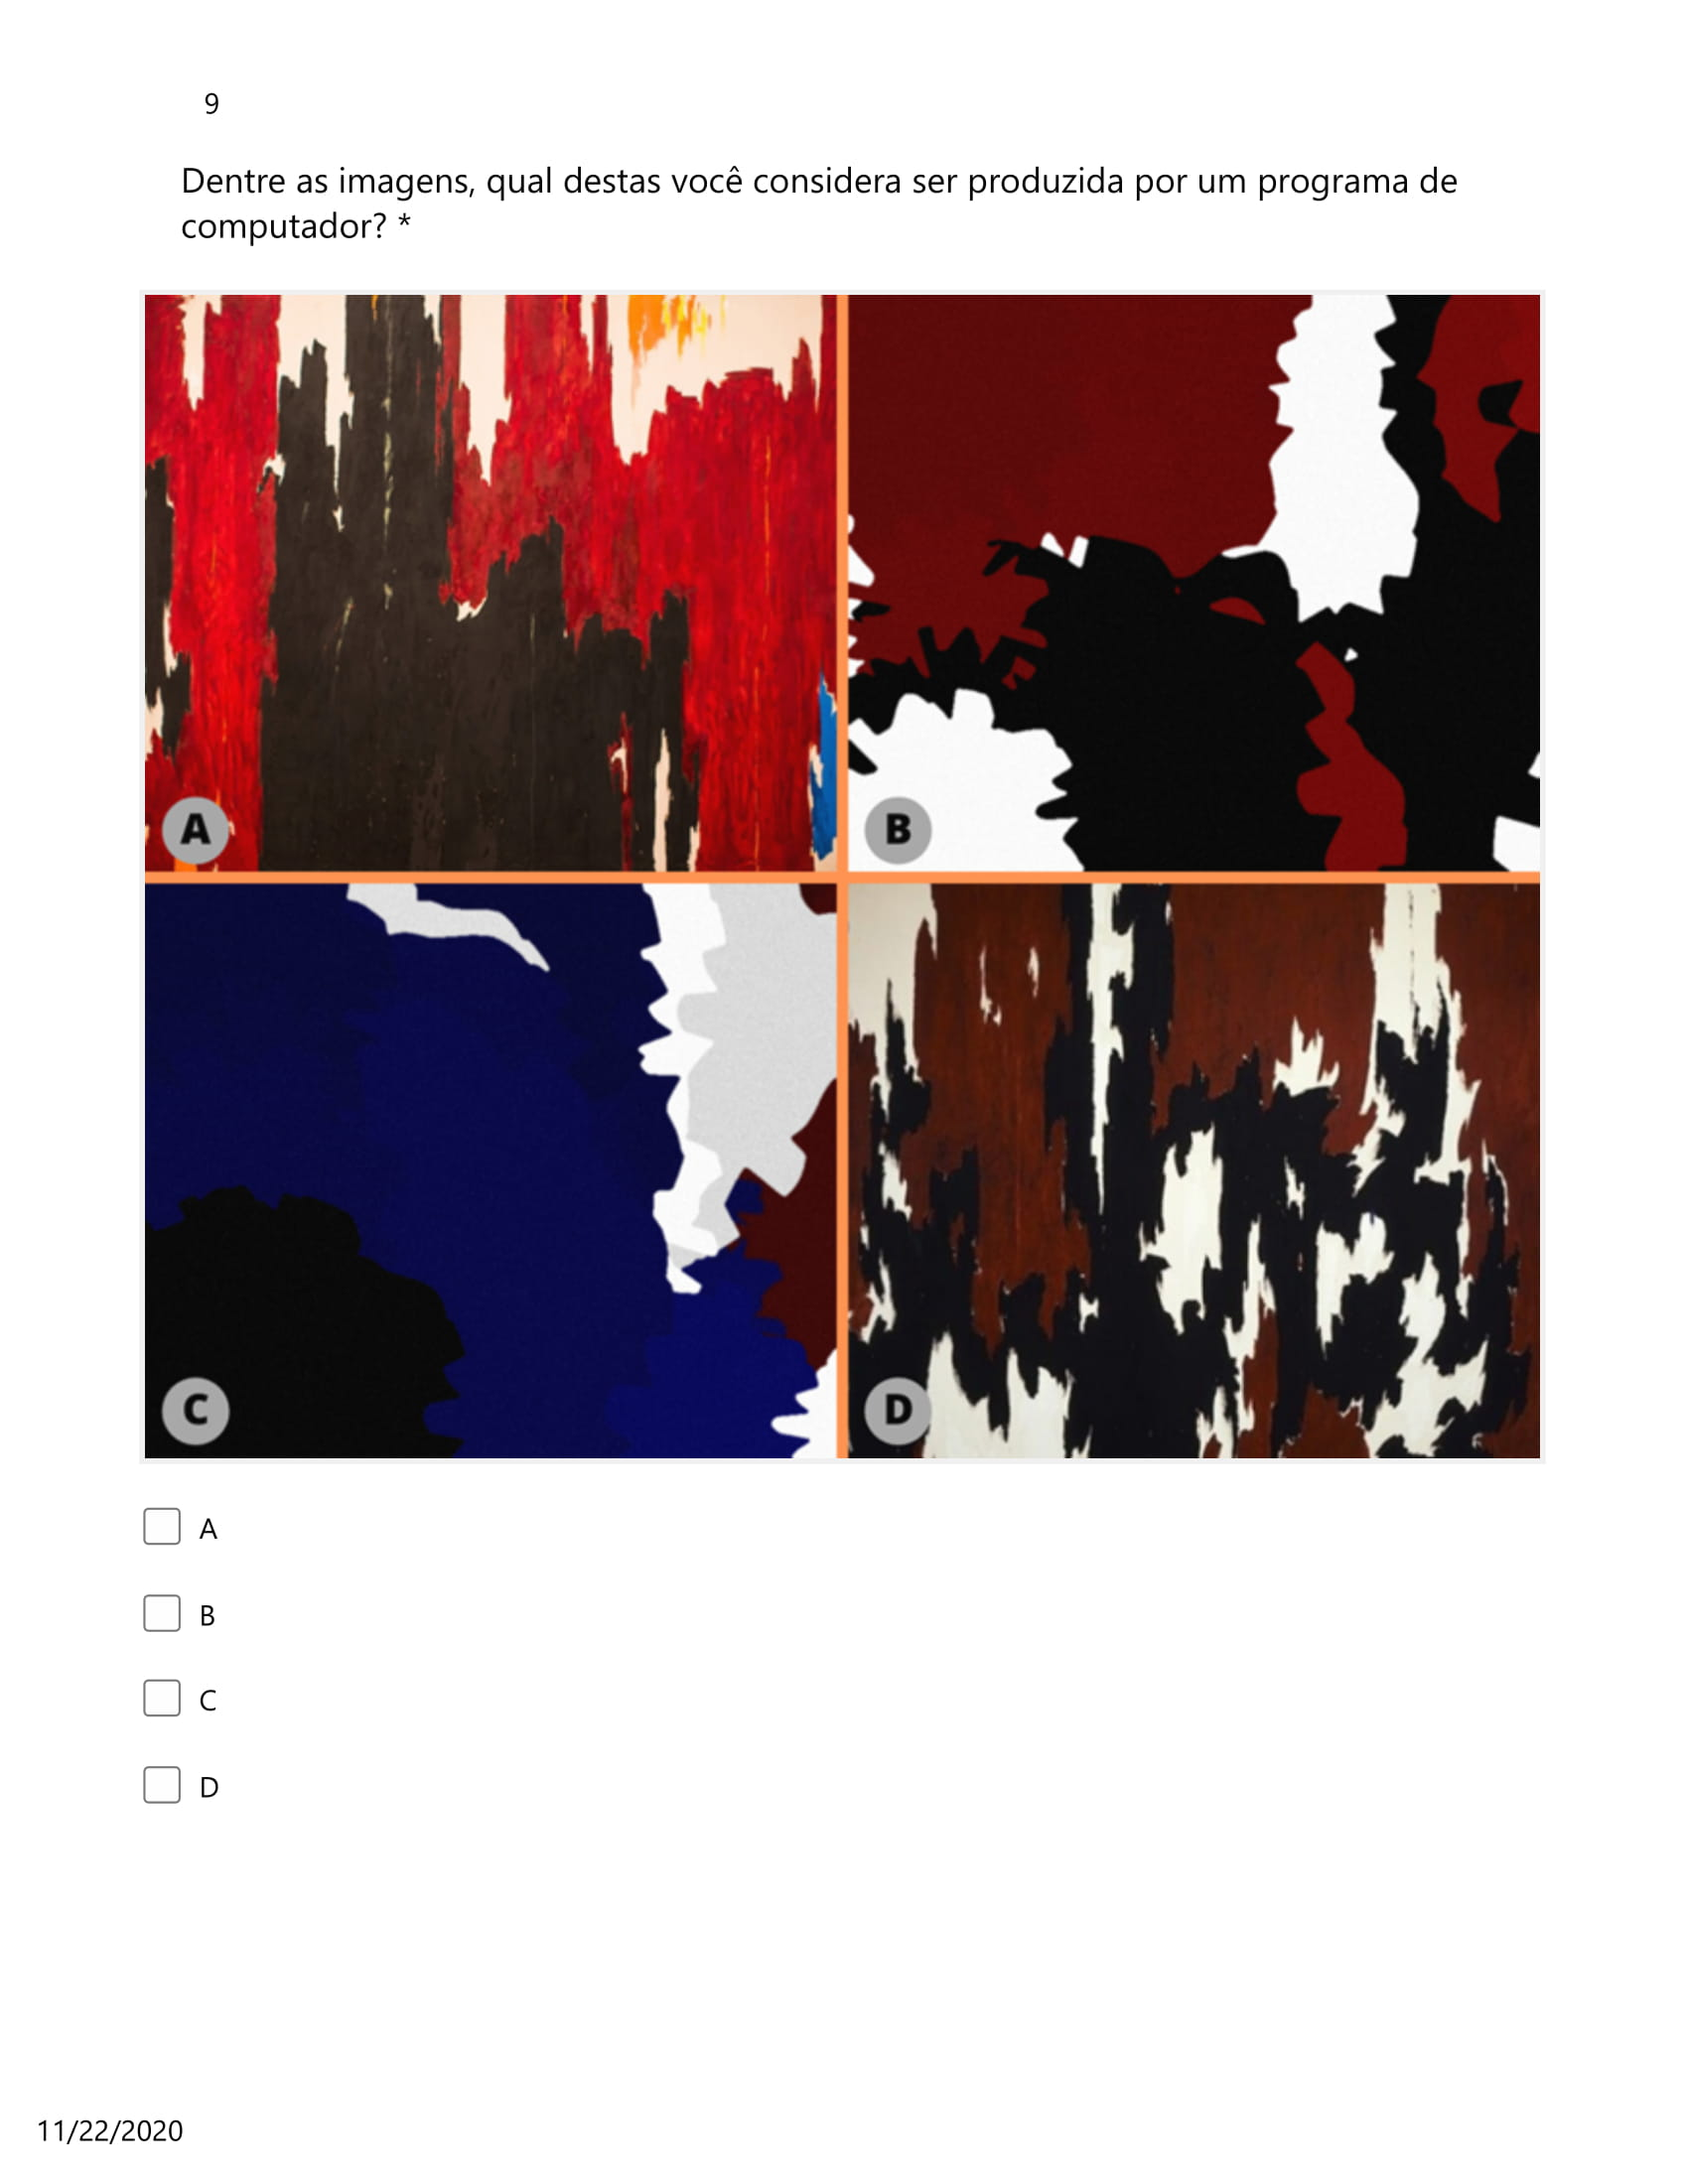 9
Dentre as imagens, qual destas você considera ser produzida por um programa de
computador? *
A
B
C
D
A
B
C
D
11/22/2020